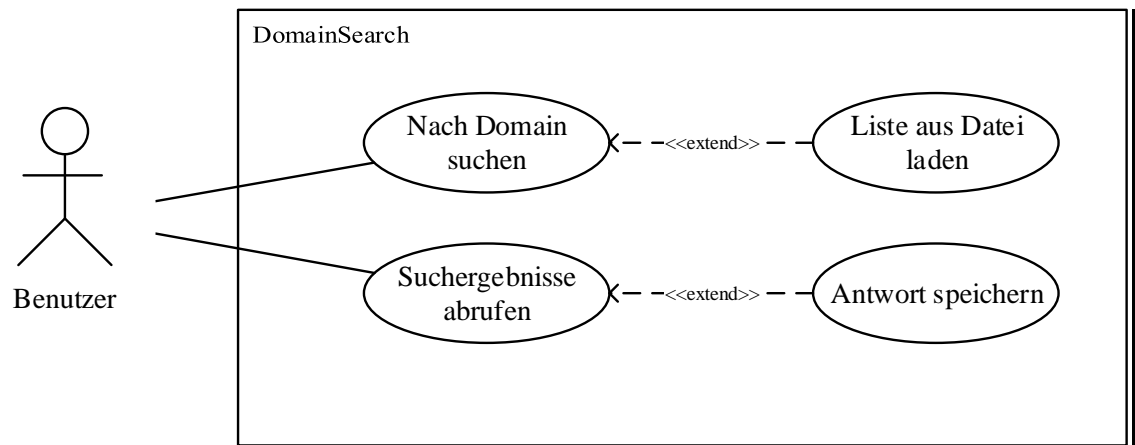 DomainSearch
Nach Domain
suchen
<<extend>>
Liste aus Datei
laden
Benutzer
Suchergebnisse
abrufen
<<extend>>
Antwort speichern